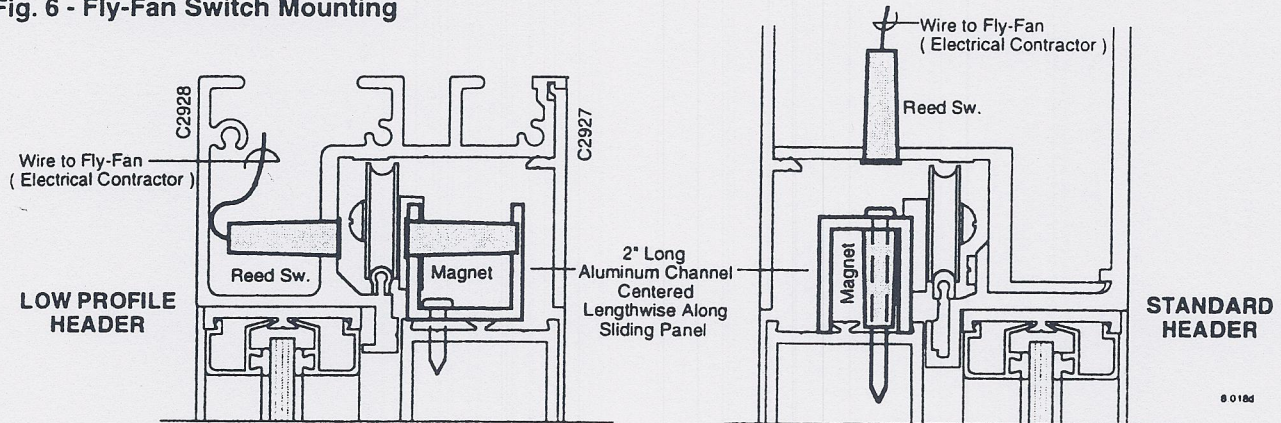 Fig. 6 - Fly-Fan Switch Mounting
C2928
Wire to Fly-Fan
( Electrical Contractor )
Reed Sw.
Magnet
LOW PROFILE
HEADER
C2927
2" Long
Aluminum Channel
Centered
Lengthwise Along
Sliding Panel
Wire to Fly-Fan
( Electrical Contractor )
Reed Sw.
Magnet
STANDARD
HEADER
6 018d